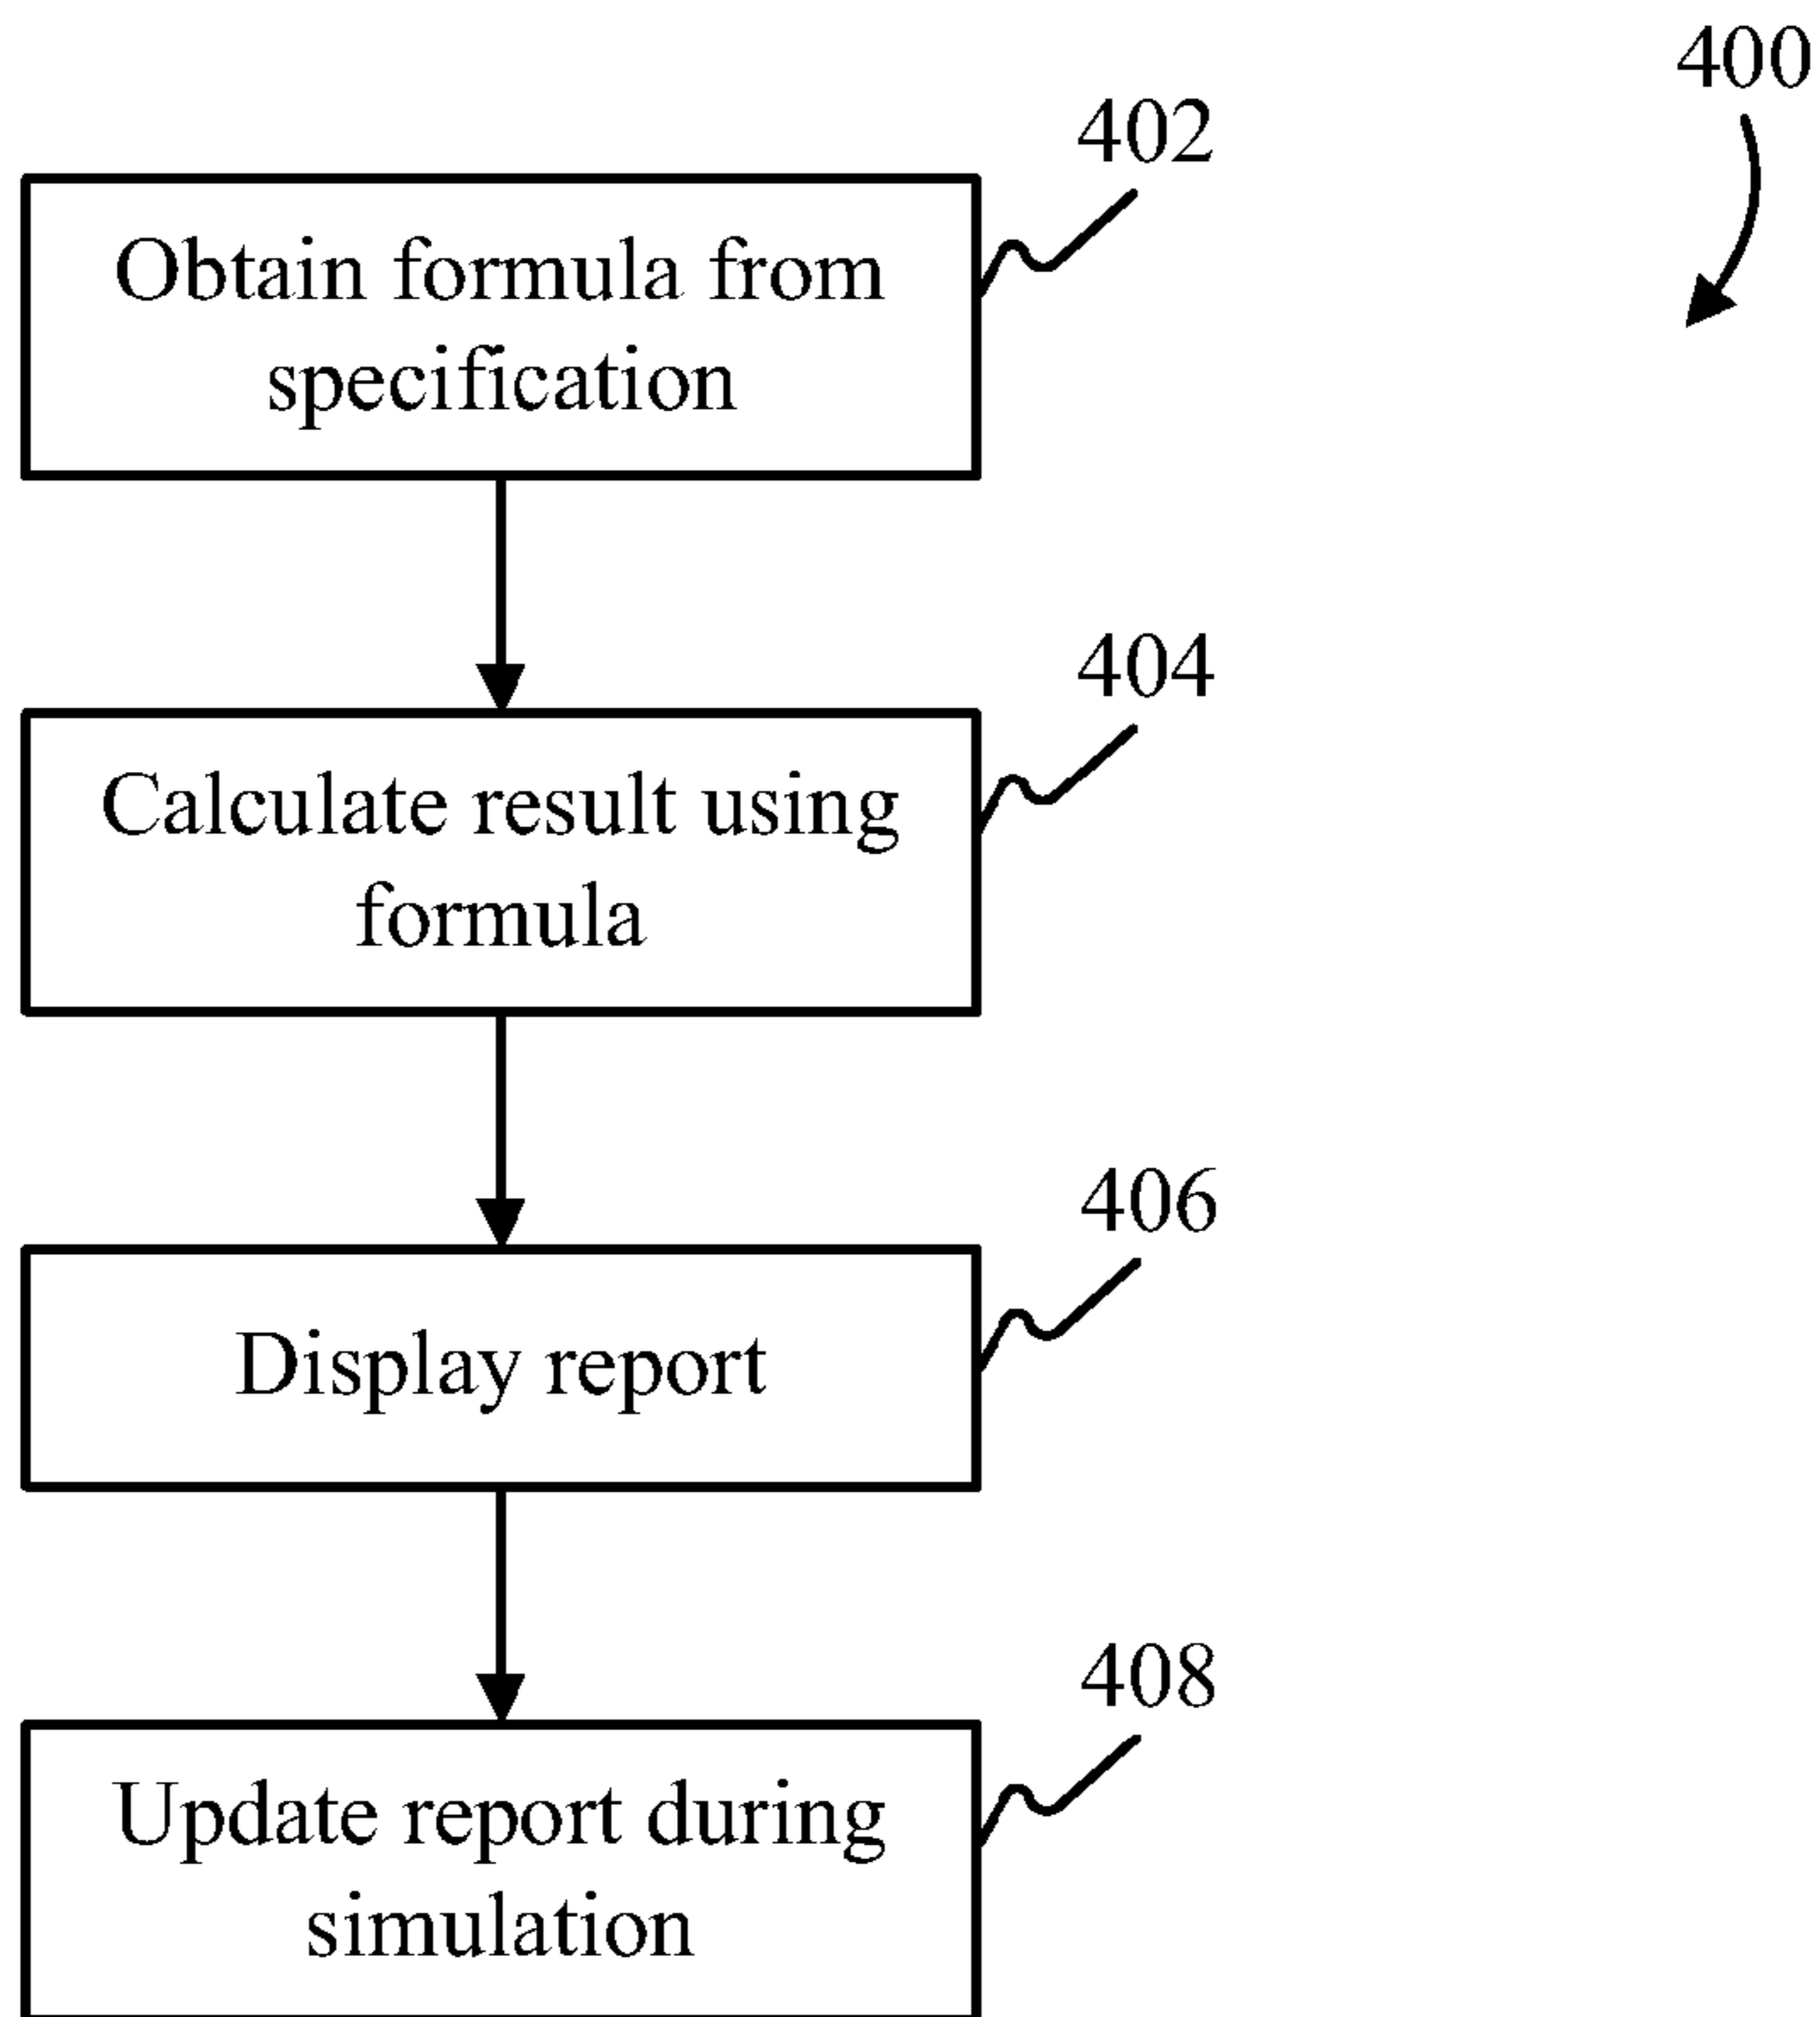 400
402
Obtain formula from
specification
404
Calculate result using
formula
406
Display report
408
Update report during
simulation